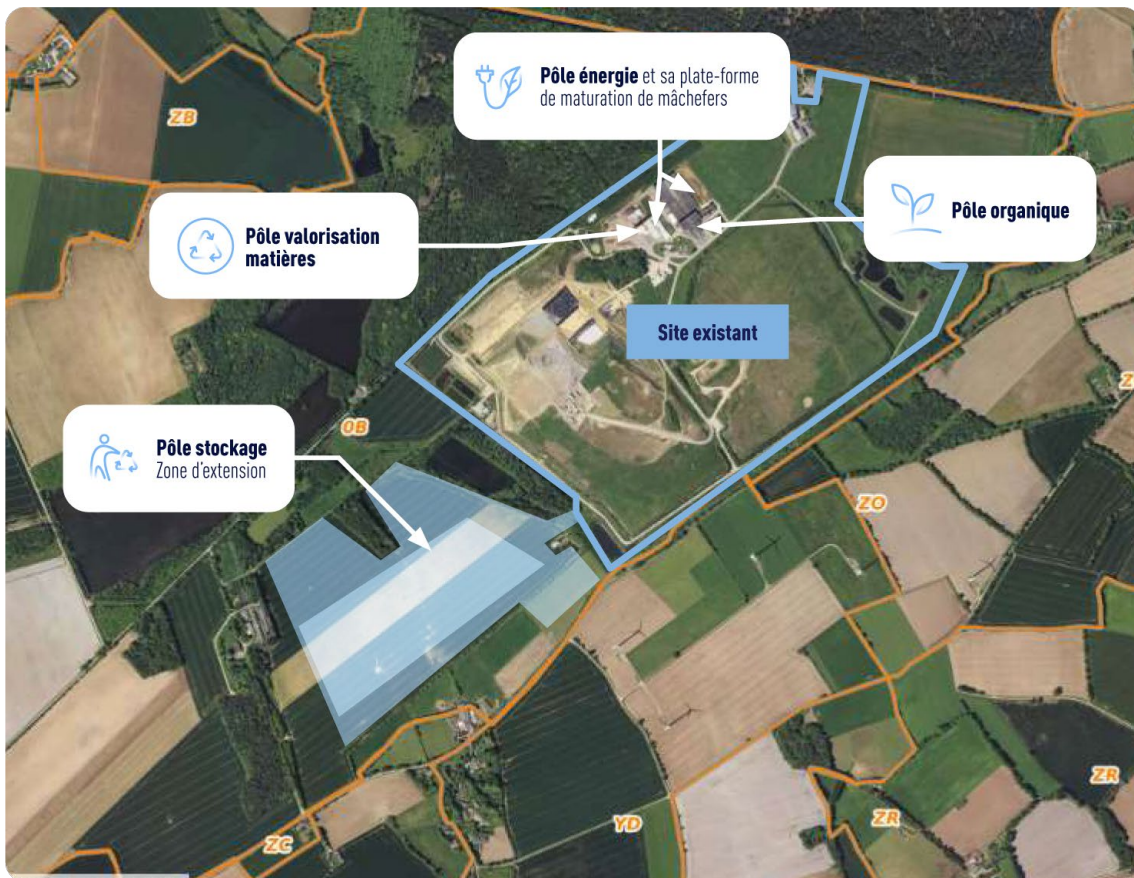 Pôle énergie et sa plate-forme
de maturation de mâchefers
ZB
Pôle organique
Pôle valorisation
matières
Site existant
Z
OB
Pôle stockage
Zone d'extension
ZO
ZR
ZR
YD
ZC